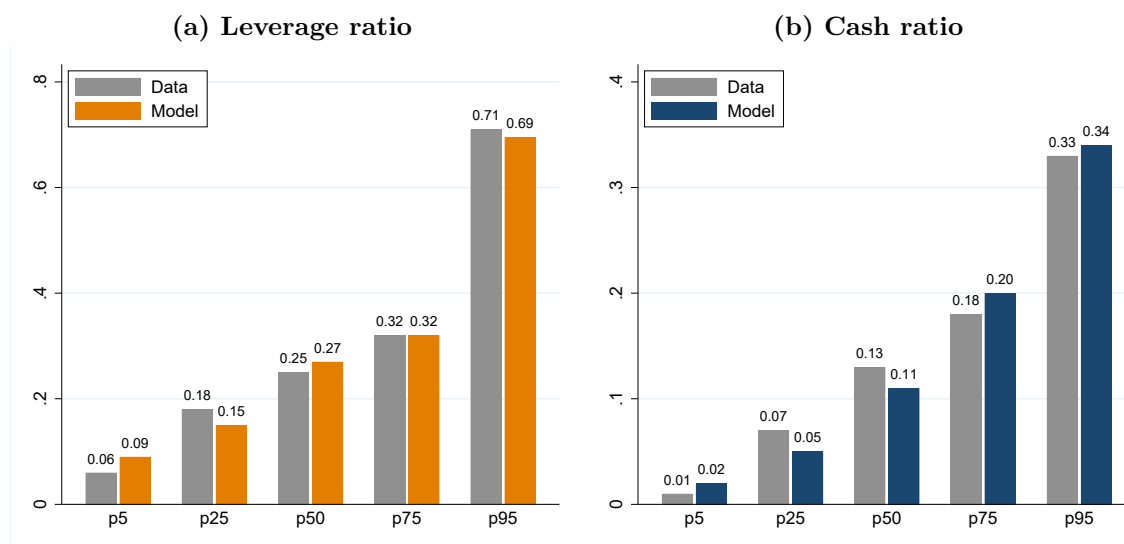 (a) Leverage ratio
Data
Model
.8
.6
.4
.2
0
0.06
0.09
0.18
0.15
0.25
0.27
0.32
0.32
0.71
0.69
p5
p25
p50
p75
p95
(b) Cash ratio
Data
Model
.4
.3
.2
.1
0
0.01
0.02
0.07
0.05
0.13
0.11
0.18
0.20
0.33
0.34
p5
p25
p50
p75
p95